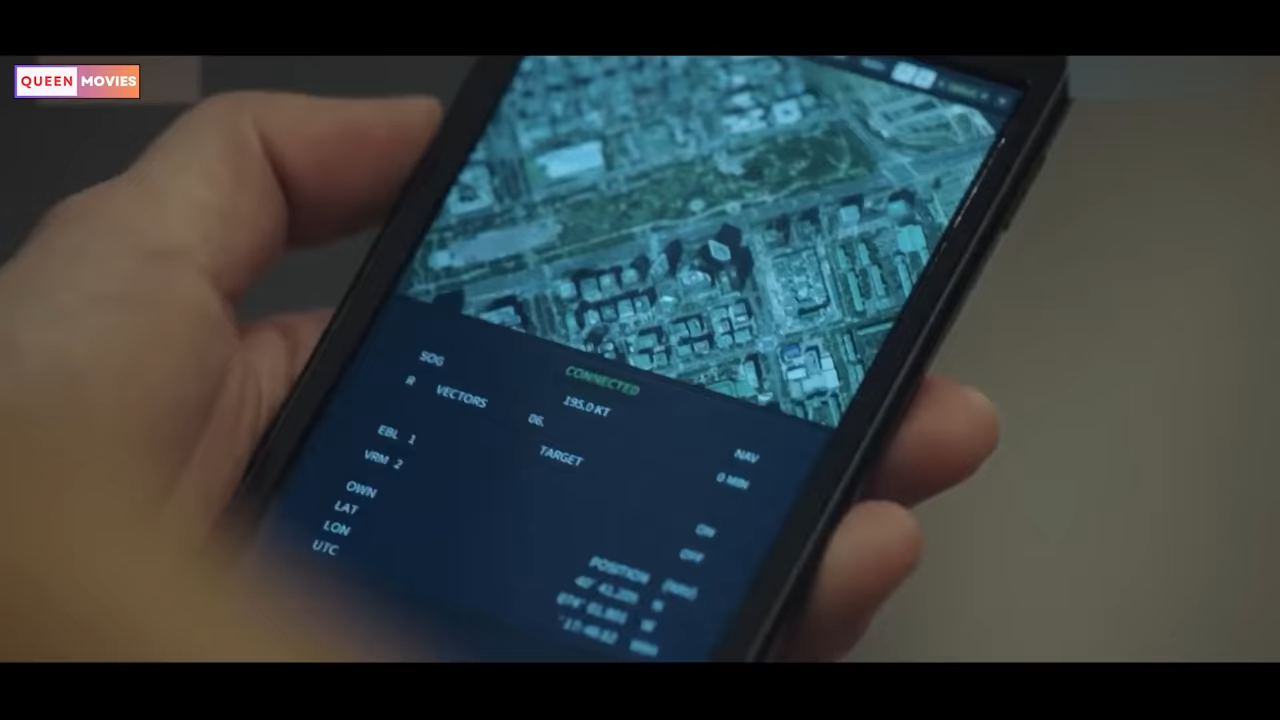 QUEEN MOVIES
SOG CONNECTED
R VECTORS 195.0 KT
06. NAV
EBL 1 TARGET 0 MIN
VRM 2
OWN ON
LAT OFF
LON POSITION
UTC